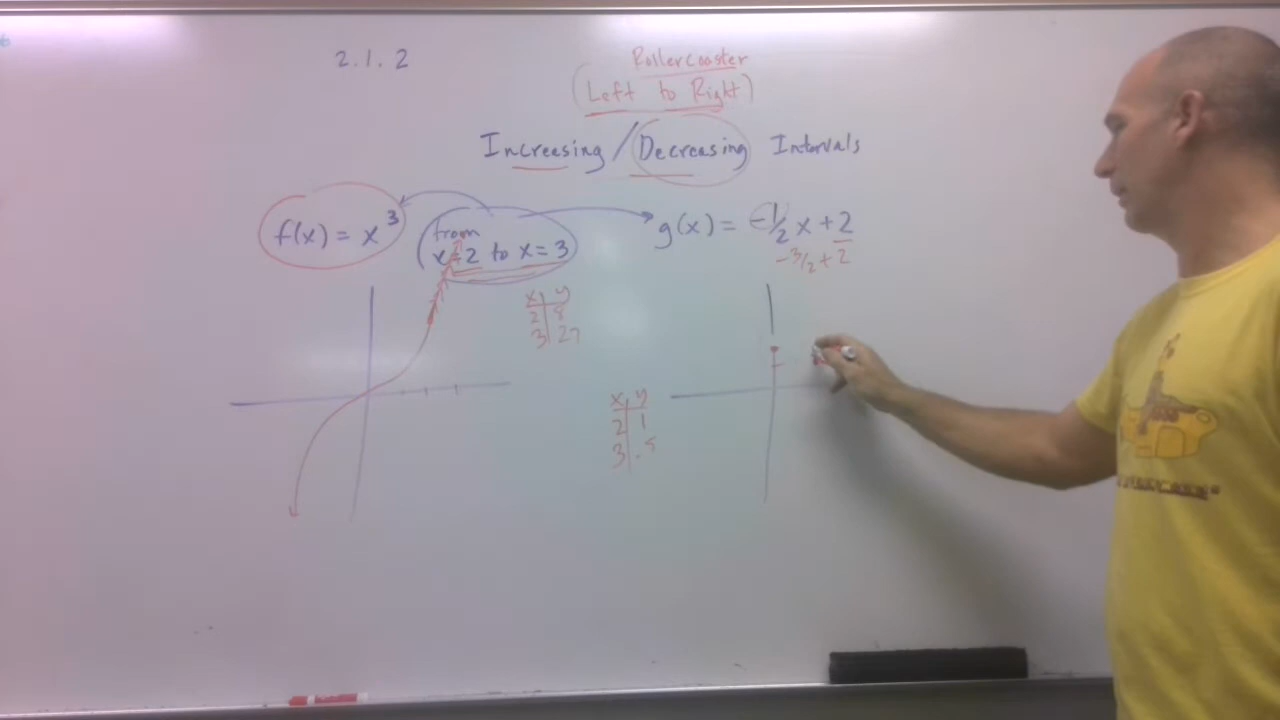 2.1.2
Rollercoaster
(Left to Right)
Increasing / Decreasing Intervals
f(x) = x³
from
x=2 to x=3
g(x) = -1/2 x + 2
-3/2 + 2
x y
2 8
3 27
x y
2 1
3 .5